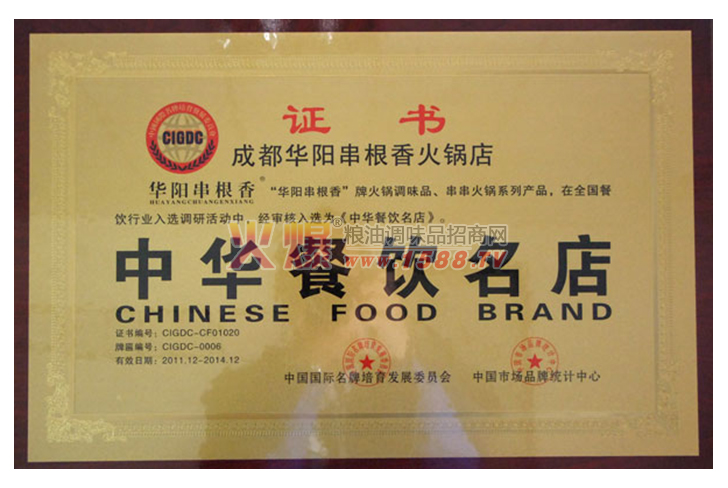 证 书
CIGDC
成都华阳串根香火锅店
华阳串根香®
HUAYANGCHUANGENXIANG
“华阳串根香”牌火锅调味品、串串火锅系列产品，在全国餐
饮行业入选调研活动中，经审核入选为《中华餐饮名店》。
火爆®粮油调味品招商网
www.1588.TV
中华餐饮名店
CHINESE FOOD BRAND
证书编号：CIGDC-CF01020
牌匾编号：CIGDC-0006
有效日期：2011.12-2014.12
中国国际名牌培育发展委员会 中国市场品牌统计中心